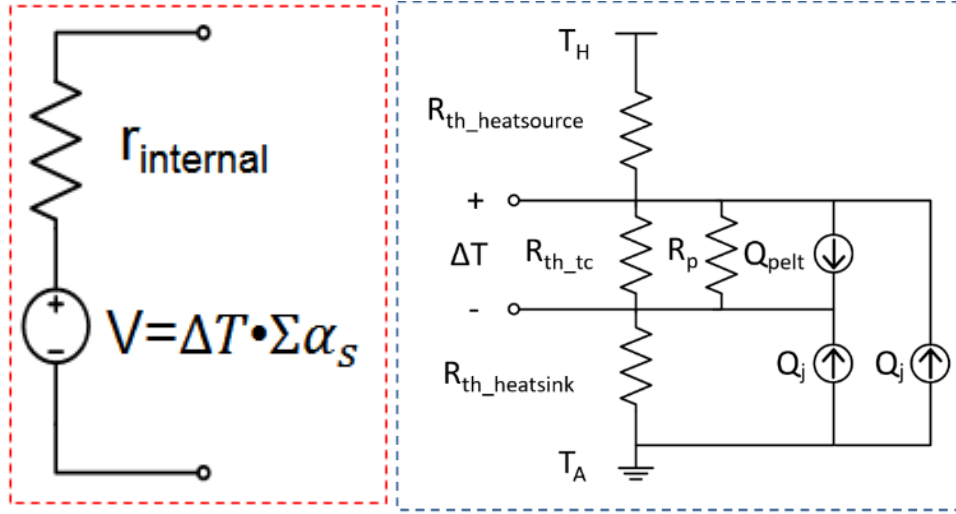 r_internal
V=ΔT•Σα_s
T_H
R_th_heatsource
+
ΔT
-
R_th_tc
R_p
Q_pelt
R_th_heatsink
Q_j
Q_j
T_A
+
-